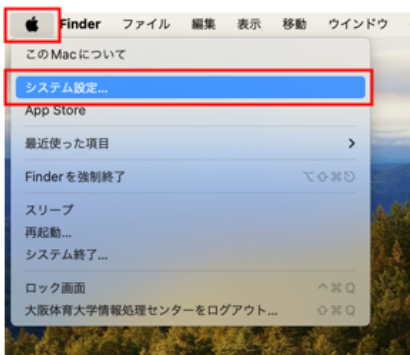 Finder ファイル 編集 表示 移動 ウインドウ
このMacについて
システム設定...
App Store
最近使った項目
Finderを強制終了 ⌥⇧⌘⎋
スリープ
再起動...
システム終了...
ロック画面 ^⌘Q
大阪体育大学情報処理センターをログアウト... ⇧⌘Q